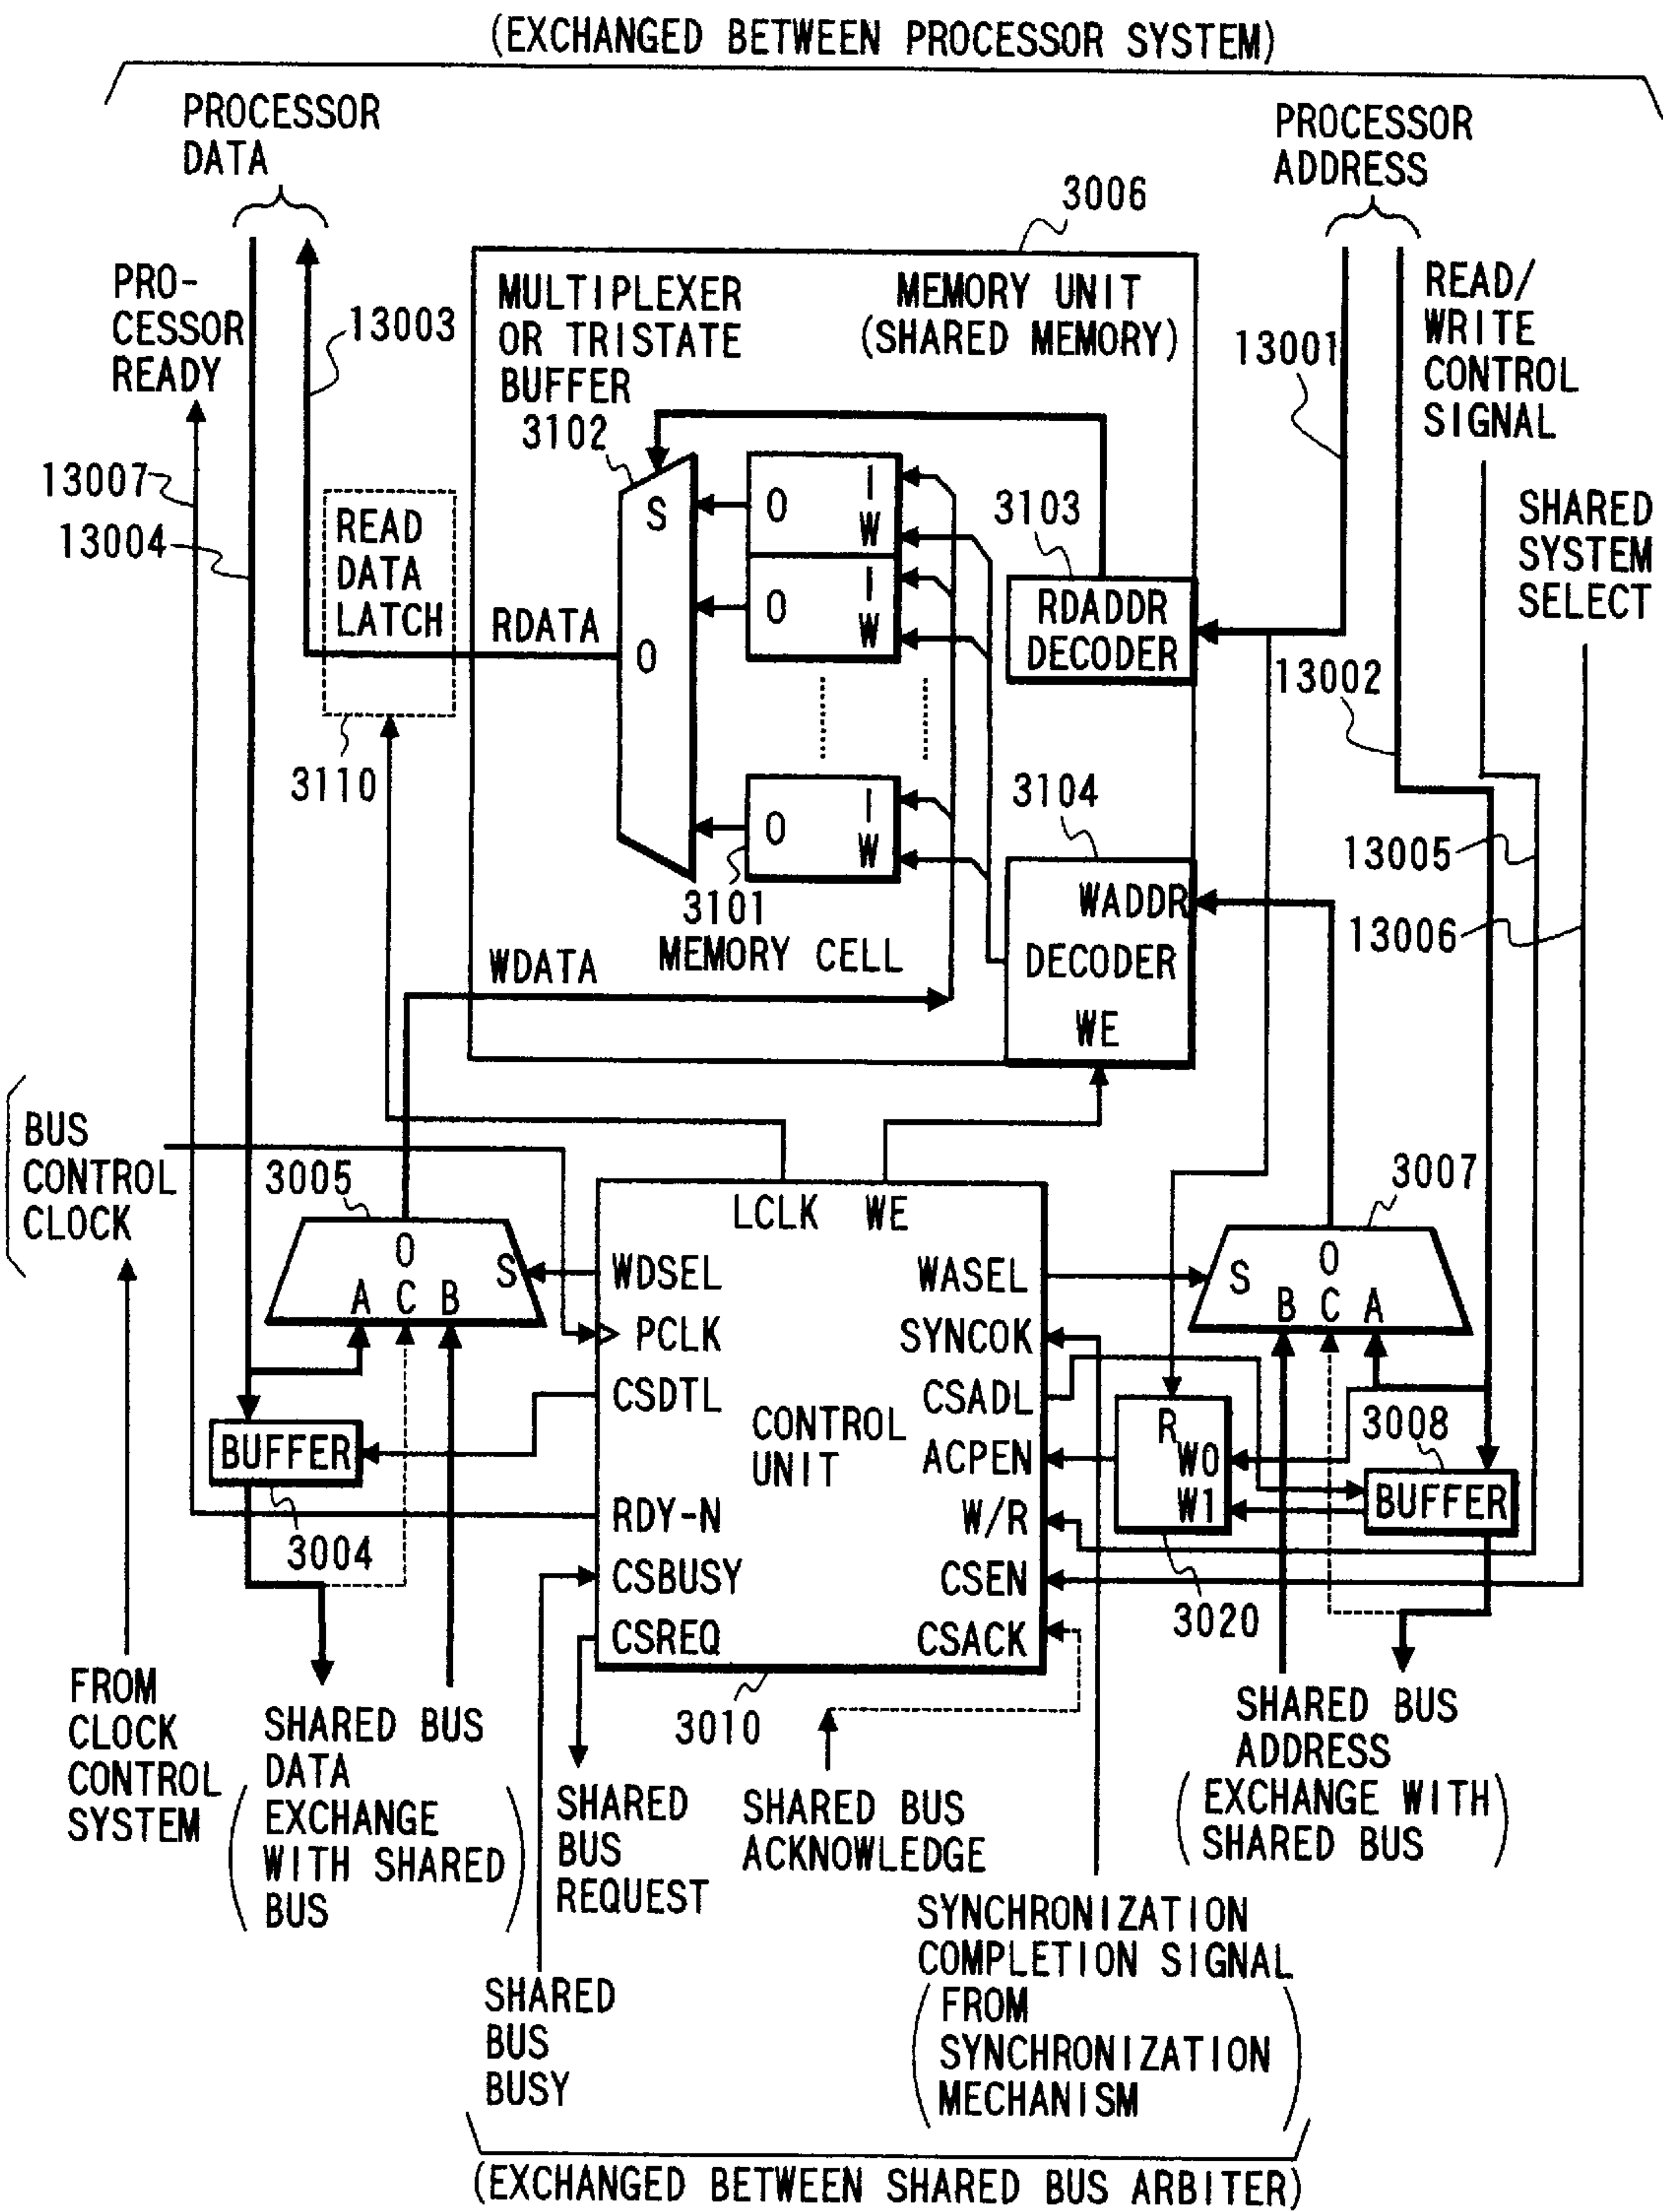 (EXCHANGED BETWEEN PROCESSOR SYSTEM)
PROCESSOR
DATA
PROCESSOR
ADDRESS
3006
PRO-
CESSOR
READY
13003
MULTIPLEXER
OR TRISTATE
BUFFER
3102
MEMORY UNIT
(SHARED MEMORY)
13001
READ/
WRITE
CONTROL
SIGNAL
13007
13004
READ
DATA
LATCH
3110
S
O
RDATA
O
I
W
O
I
W
O
I
W
3103
RDADDR
DECODER
SHARED
SYSTEM
SELECT
13002
3104
13005
13006
3101
MEMORY CELL
WADDR
DECODER
WE
WDATA
BUS
CONTROL
CLOCK
3005
O
S
A C B
LCLK WE
WDSEL
PCLK
CSDTL
RDY-N
CSBUSY
CSREQ
CONTROL
UNIT
WASEL
SYNCOK
CSADL
ACPEN
W/R
CSEN
CSACK
3007
S
O
B C A
BUFFER
3004
R
W0
W1
3020
3008
BUFFER
3010
FROM
CLOCK
CONTROL
SYSTEM
SHARED BUS
DATA
(EXCHANGE
WITH SHARED
BUS)
SHARED
BUS
REQUEST
SHARED BUS
ACKNOWLEDGE
SHARED BUS
ADDRESS
(EXCHANGE WITH
SHARED BUS)
SHARED
BUS
BUSY
SYNCHRONIZATION
COMPLETION SIGNAL
(FROM
SYNCHRONIZATION
MECHANISM)
(EXCHANGED BETWEEN SHARED BUS ARBITER)